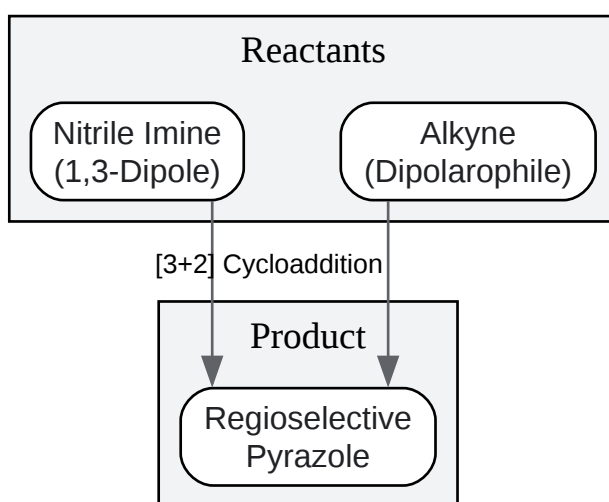 Reactants
Nitrile Imine
(1,3-Dipole)
Alkyne
(Dipolarophile)
[3+2] Cycloaddition
Product
Regioselective
Pyrazole